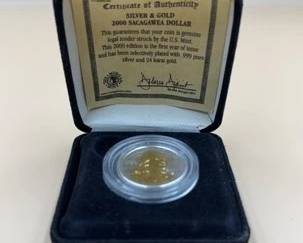 Certificate of Authenticity
SILVER & GOLD
2000 SACAGAWEA DOLLAR
This guarantees that your coin is genuine
legal tender struck by the U.S. Mint.
This 2000 edition is the first year of issue
and has been selectively plated with .999 pure
silver and 24 karat gold.